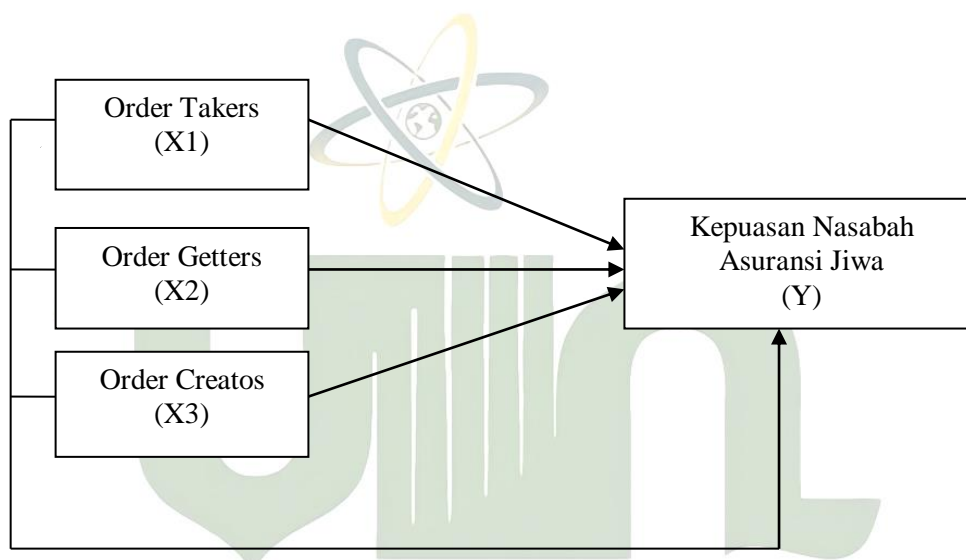 Order Takers
(X1)
Order Getters
(X2)
Order Creatos
(X3)
Kepuasan Nasabah
Asuransi Jiwa
(Y)